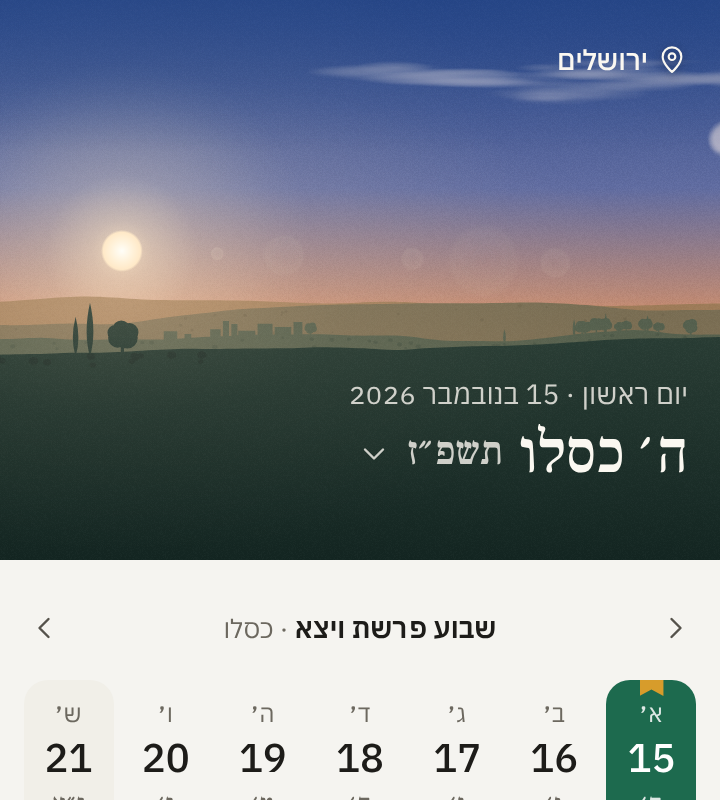 ירושלים
יום ראשון · 15 בנובמבר 2026
ה׳ כסלו תשפ״ז
שבוע פרשת ויצא · כסלו
א׳ ב׳ ג׳ ד׳ ה׳ ו׳ ש׳
15 16 17 18 19 20 21